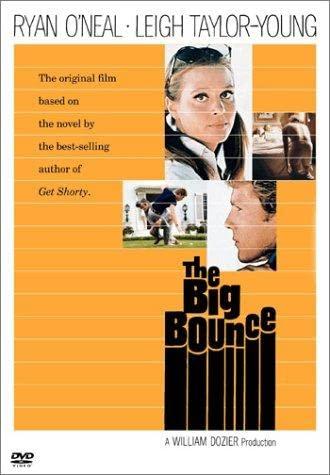 RYAN O'NEAL · LEIGH TAYLOR-YOUNG
The original film
based on
the novel by
the best-selling
author of
Get Shorty.
The
Big
Bounce
DVD
VIDEO
A WILLIAM DOZIER Production